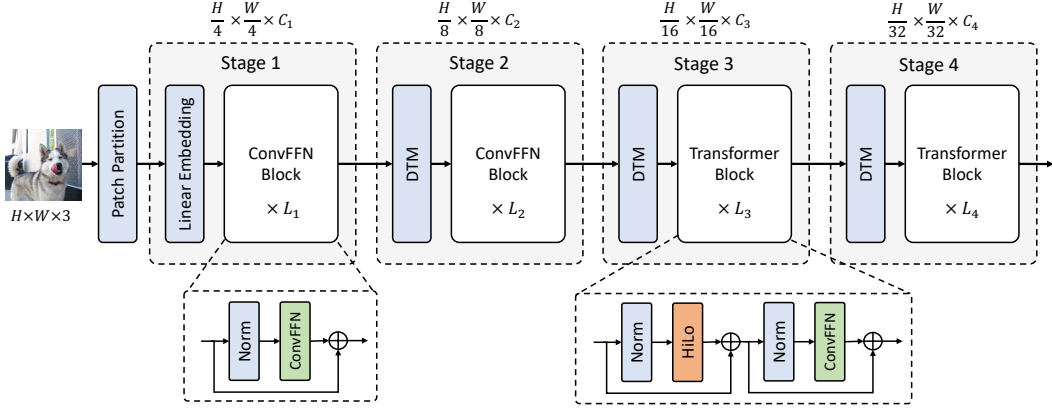 H/4 × W/4 × C₁
H/8 × W/8 × C₂
H/16 × W/16 × C₃
H/32 × W/32 × C₄
H×W×3
Patch Partition
Stage 1
Linear Embedding
ConvFFN
Block
× L₁
Stage 2
DTM
ConvFFN
Block
× L₂
Stage 3
DTM
Transformer
Block
× L₃
Stage 4
DTM
Transformer
Block
× L₄
Norm
ConvFFN
Norm
HiLo
Norm
ConvFFN